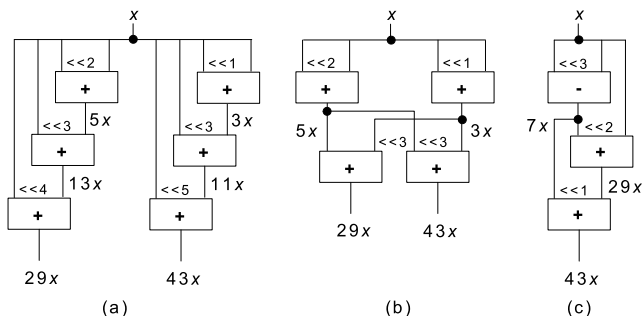 x x x
<<2 <<1 <<2 <<1 <<3
+ + + + -
5x 3x 5x 3x 7x
<<3 <<3 <<3 <<3 <<2
+ + + + +
13x 11x 29x
<<4 <<5 <<1
+ + +
29x 43x 29x 43x 43x
(a) (b) (c)